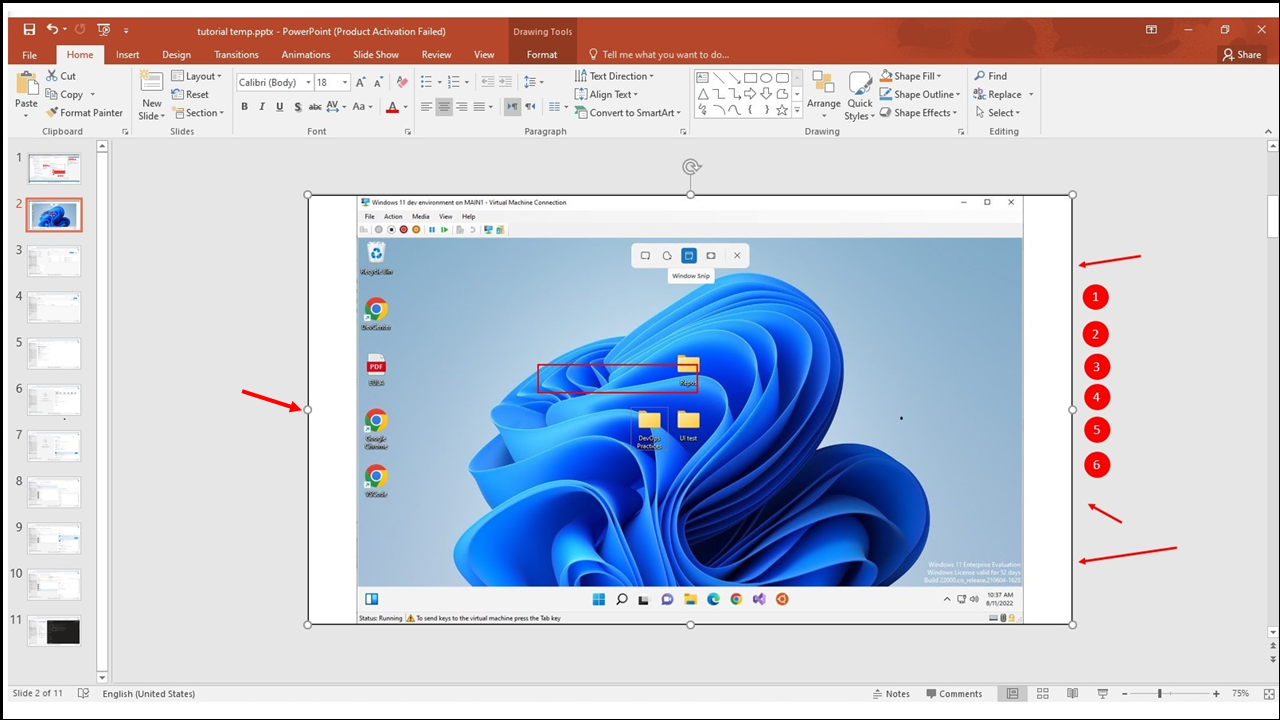 tutorial temp.pptx - PowerPoint (Product Activation Failed)
Drawing Tools
File Home Insert Design Transitions Animations Slide Show Review View Format Tell me what you want to do... Share
Paste
Cut
Copy
Format Painter
Clipboard
New Slide
Layout
Reset
Section
Slides
Calibri (Body) 18
B I U S abc AV Aa A
Font
Text Direction
Align Text
Convert to SmartArt
Paragraph
Arrange
Quick Styles
Shape Fill
Shape Outline
Shape Effects
Drawing
Find
Replace
Select
Editing
1
2
3
4
5
6
7
8
9
10
11
Windows 11 dev environment on MAIN1 - Virtual Machine Connection
File Action Media View Help
Window Snip
Recycle Bin
DevCenter
PDF
EULA
Google Chrome
VSCode
Repos
DevOps Practices
UI test
Windows 11 Enterprise Evaluation
Windows License valid for 52 days
Build 22000.co_release.210604-1628
10:37 AM
8/11/2022
Status: Running To send keys to the virtual machine press the Tab key
1
2
3
4
5
6
Slide 2 of 11 English (United States) Notes Comments 75%